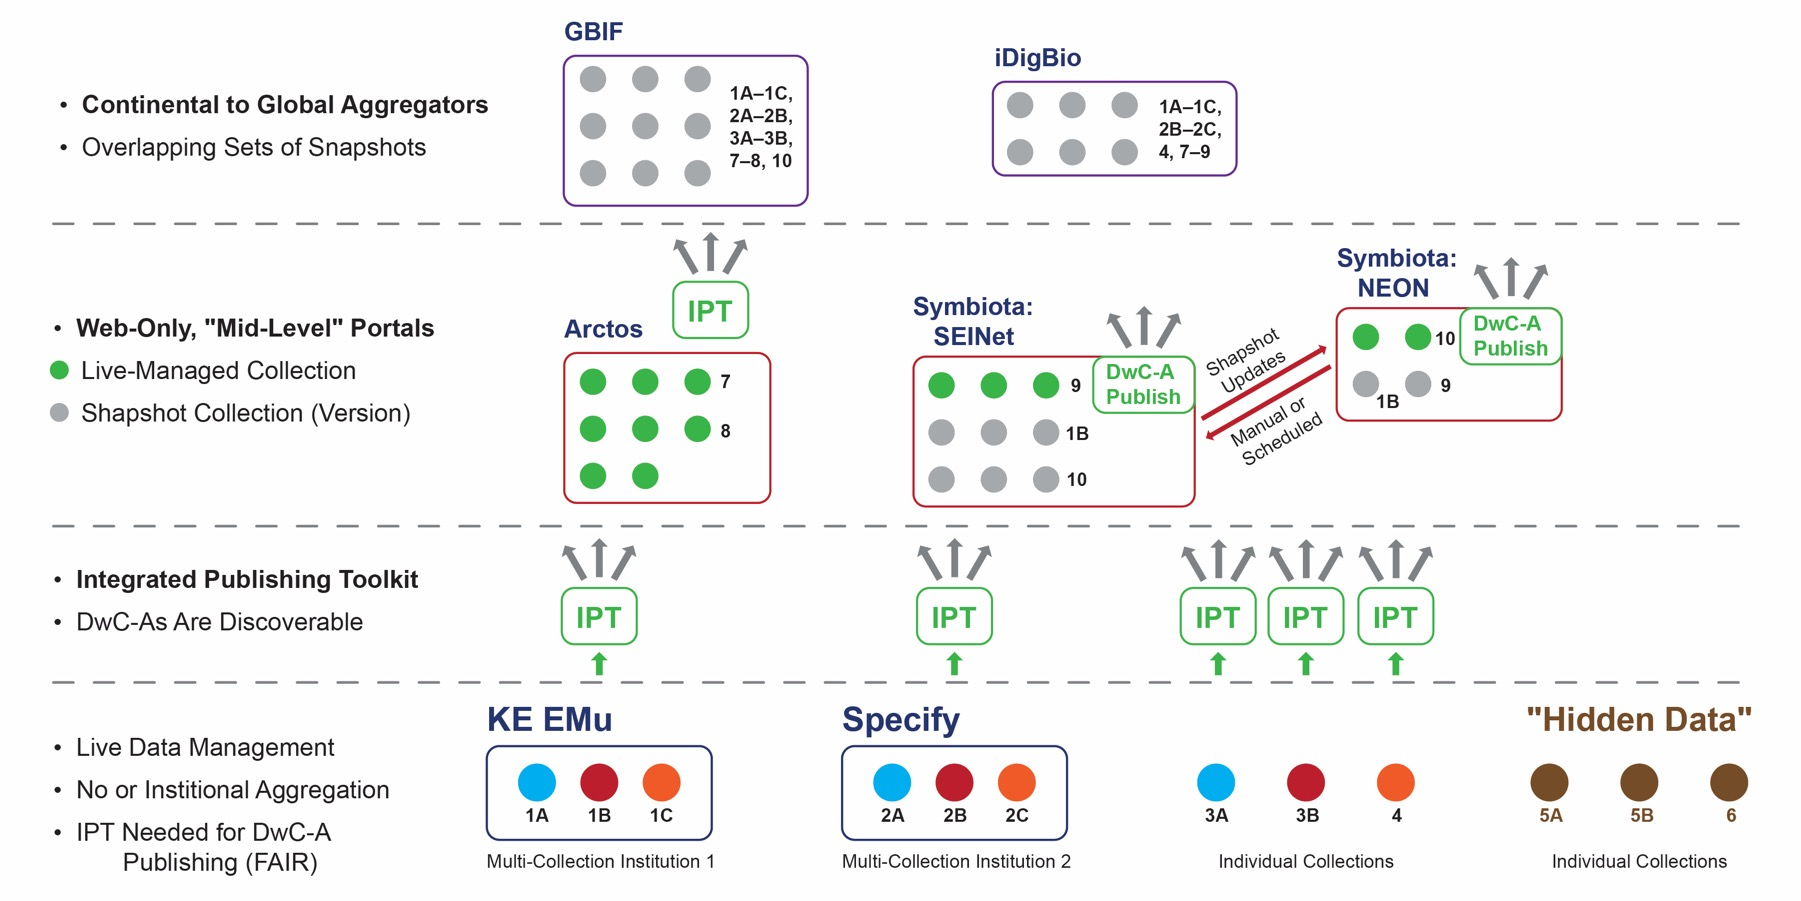 GBIF
1A–1C,
2A–2B,
3A–3B,
7–8, 10
iDigBio
1A–1C,
2B–2C,
4, 7–9
• Continental to Global Aggregators
• Overlapping Sets of Snapshots
• Web-Only, "Mid-Level" Portals
Live-Managed Collection
Shapshot Collection (Version)
IPT
Arctos
7
8
Symbiota:
SEINet
DwC-A
Publish
9
1B
10
Snapshot
Updates
Manual or
Scheduled
Symbiota:
NEON
DwC-A
Publish
10
1B
9
• Integrated Publishing Toolkit
• DwC-As Are Discoverable
IPT
IPT
IPT
IPT
IPT
• Live Data Management
• No or Institional Aggregation
• IPT Needed for DwC-A
Publishing (FAIR)
KE EMu
1A 1B 1C
Multi-Collection Institution 1
Specify
2A 2B 2C
Multi-Collection Institution 2
3A 3B 4
Individual Collections
"Hidden Data"
5A 5B 6
Individual Collections